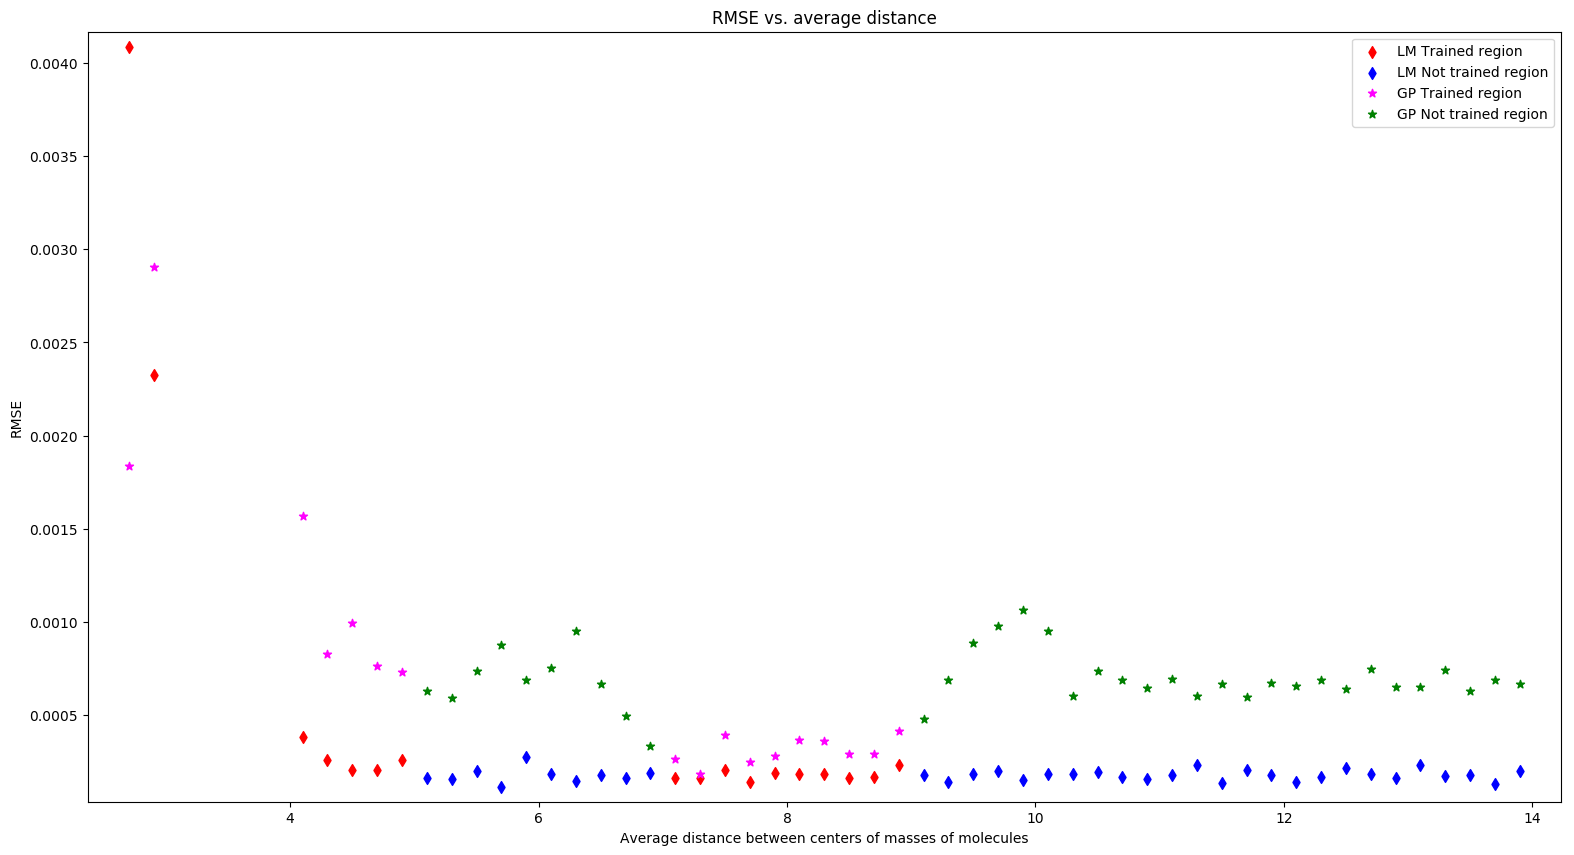 RMSE vs. average distance
LM Trained region
LM Not trained region
GP Trained region
GP Not trained region
0.0040
0.0035
0.0030
0.0025
0.0020
0.0015
0.0010
0.0005
RMSE
4 6 8 10 12 14
Average distance between centers of masses of molecules